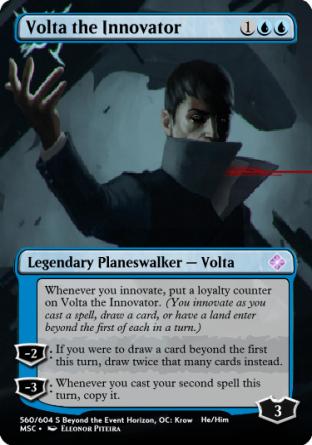 Volta the Innovator 1
Legendary Planeswalker — Volta
Whenever you innovate, put a loyalty counter
on Volta the Innovator. (You innovate as you
cast a spell, draw a card, or have a land enter
beyond the first of each in a turn.)
-2: If you were to draw a card beyond the first
this turn, draw twice that many cards instead.
-3: Whenever you cast your second spell this
turn, copy it.
3
560/604 S Beyond the Event Horizon, OC: Krow He/Him
MSC • Eleonor Piteira